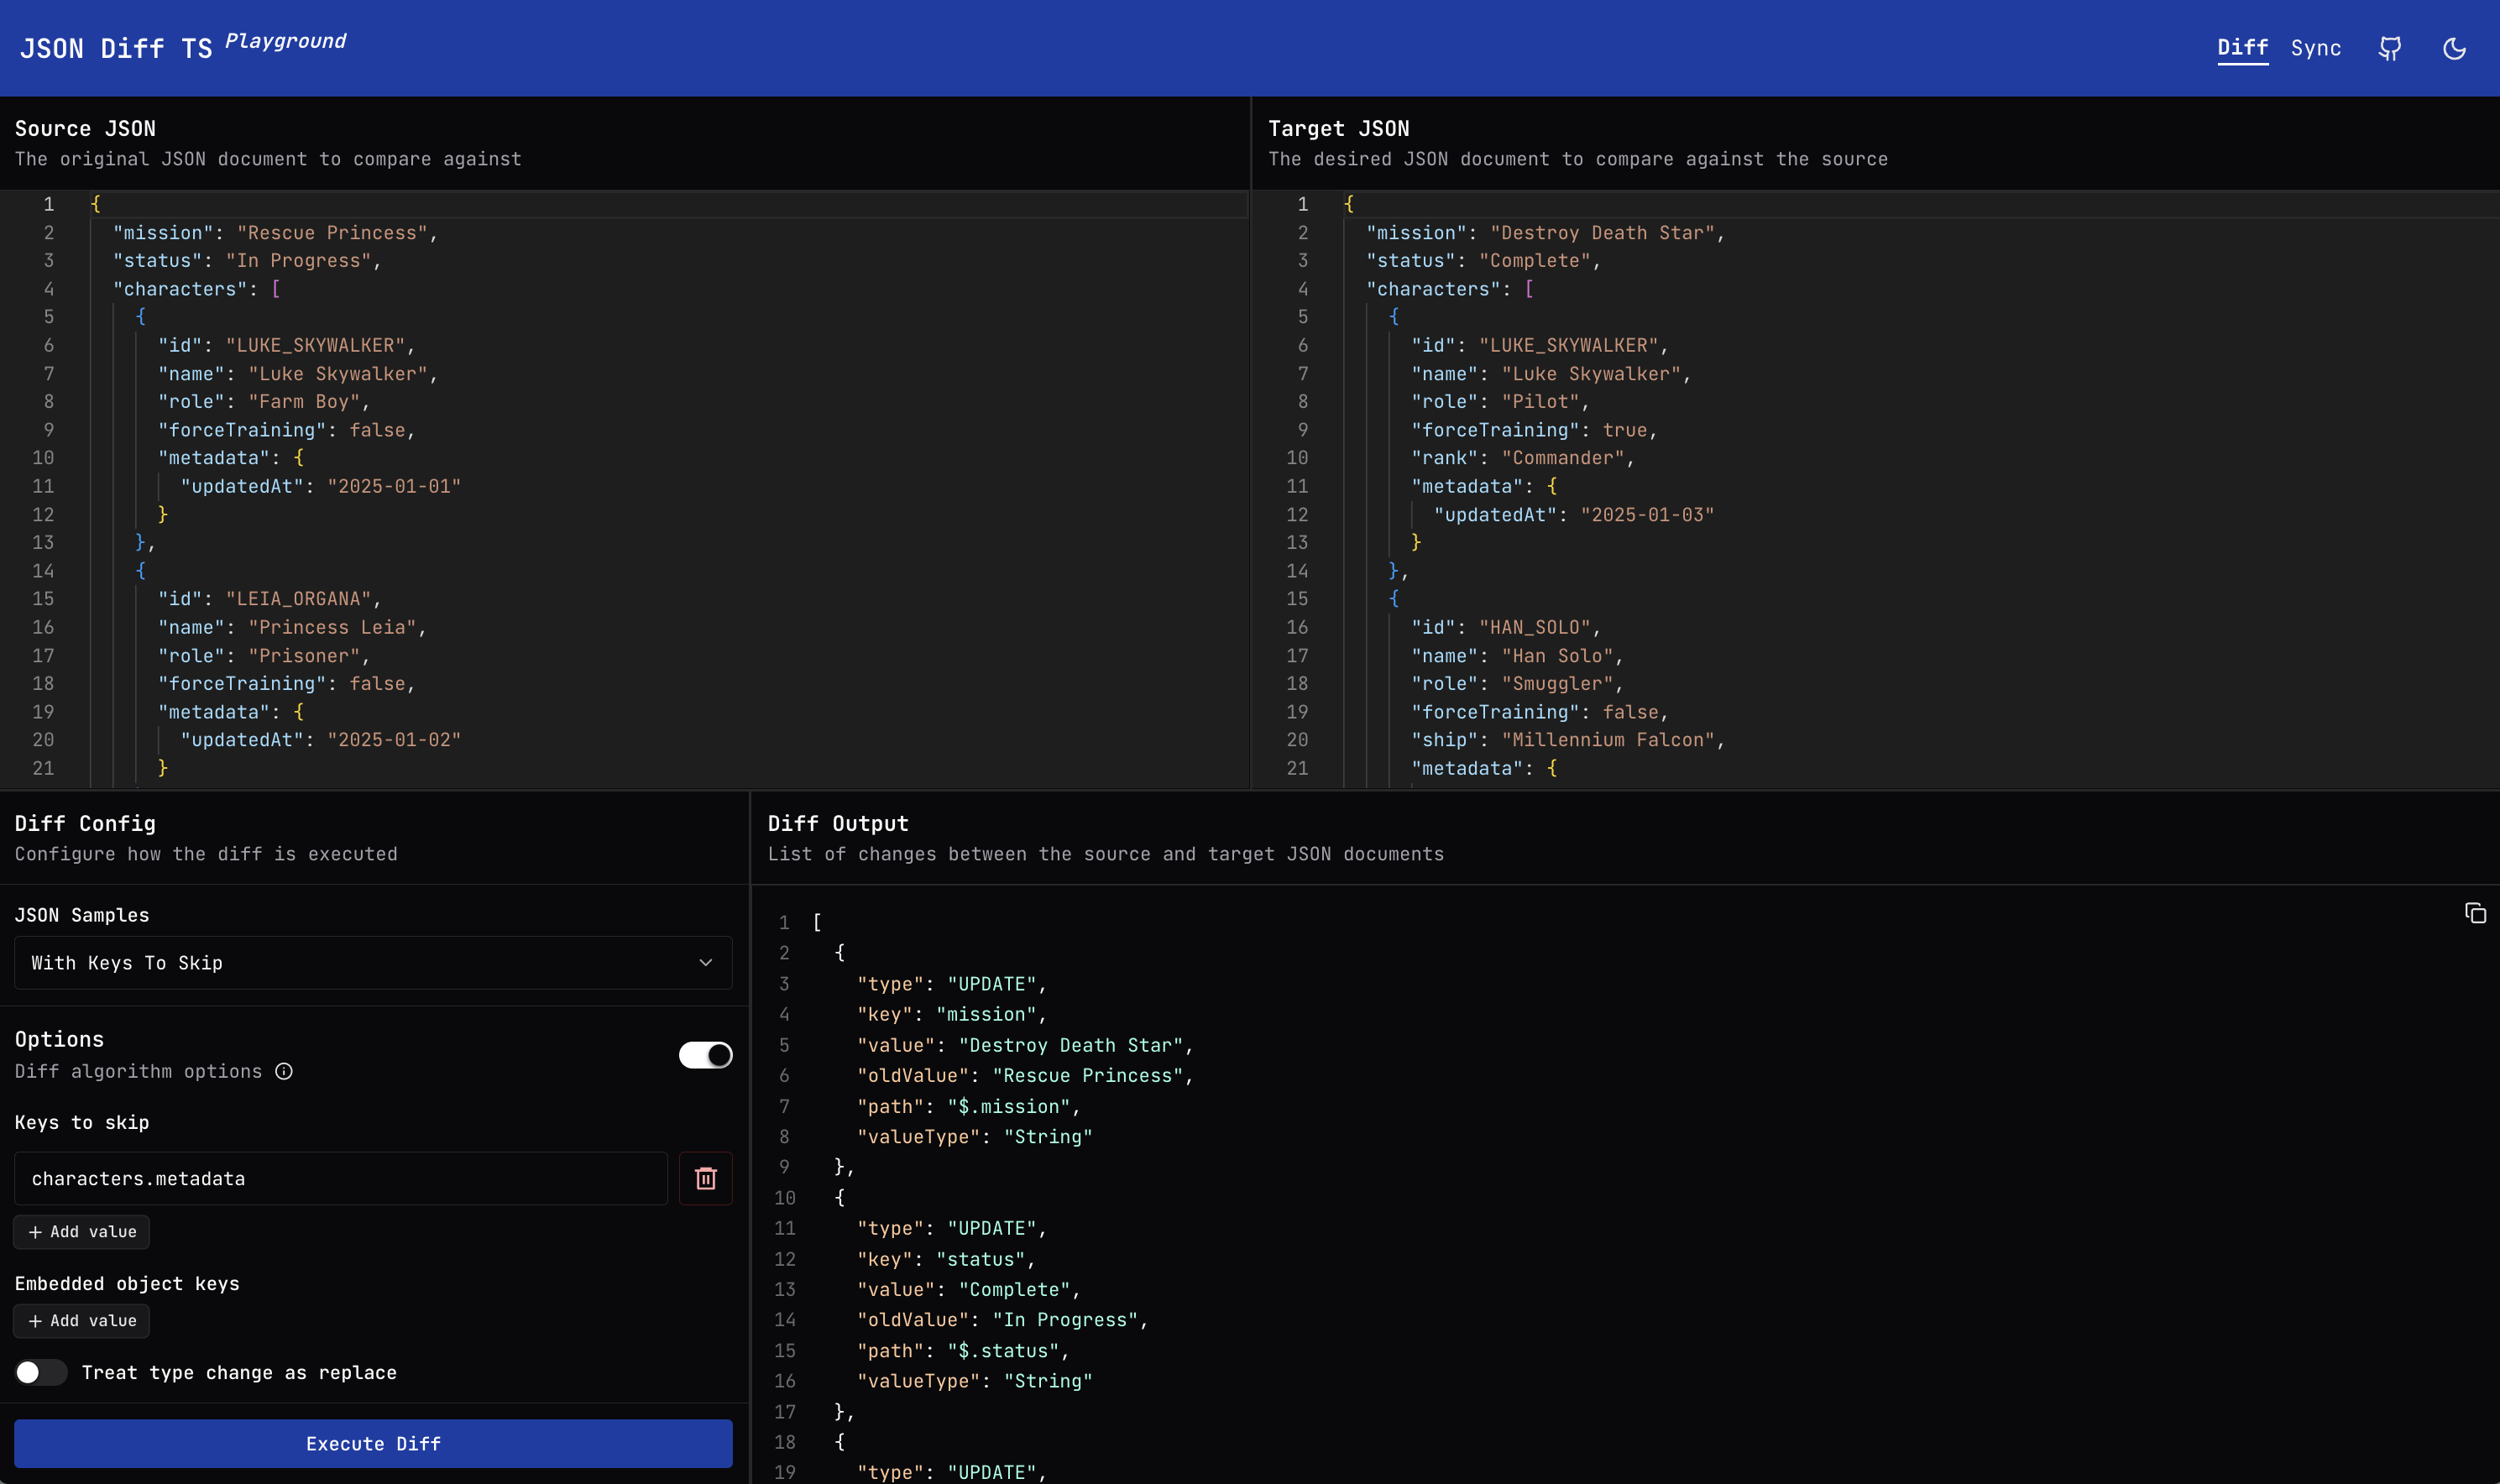 JSON Diff TS Playground
Diff Sync
Source JSON
The original JSON document to compare against
1 {
2 "mission": "Rescue Princess",
3 "status": "In Progress",
4 "characters": [
5 {
6 "id": "LUKE_SKYWALKER",
7 "name": "Luke Skywalker",
8 "role": "Farm Boy",
9 "forceTraining": false,
10 "metadata": {
11 "updatedAt": "2025-01-01"
12 }
13 },
14 {
15 "id": "LEIA_ORGANA",
16 "name": "Princess Leia",
17 "role": "Prisoner",
18 "forceTraining": false,
19 "metadata": {
20 "updatedAt": "2025-01-02"
21 }
Target JSON
The desired JSON document to compare against the source
1 {
2 "mission": "Destroy Death Star",
3 "status": "Complete",
4 "characters": [
5 {
6 "id": "LUKE_SKYWALKER",
7 "name": "Luke Skywalker",
8 "role": "Pilot",
9 "forceTraining": true,
10 "rank": "Commander",
11 "metadata": {
12 "updatedAt": "2025-01-03"
13 }
14 },
15 {
16 "id": "HAN_SOLO",
17 "name": "Han Solo",
18 "role": "Smuggler",
19 "forceTraining": false,
20 "ship": "Millennium Falcon",
21 "metadata": {
Diff Config
Configure how the diff is executed
JSON Samples
With Keys To Skip
Options
Diff algorithm options
Keys to skip
characters.metadata
+ Add value
Embedded object keys
+ Add value
Treat type change as replace
Execute Diff
Diff Output
List of changes between the source and target JSON documents
1 [
2 {
3 "type": "UPDATE",
4 "key": "mission",
5 "value": "Destroy Death Star",
6 "oldValue": "Rescue Princess",
7 "path": "$.mission",
8 "valueType": "String"
9 },
10 {
11 "type": "UPDATE",
12 "key": "status",
13 "value": "Complete",
14 "oldValue": "In Progress",
15 "path": "$.status",
16 "valueType": "String"
17 },
18 {
19 "type": "UPDATE",